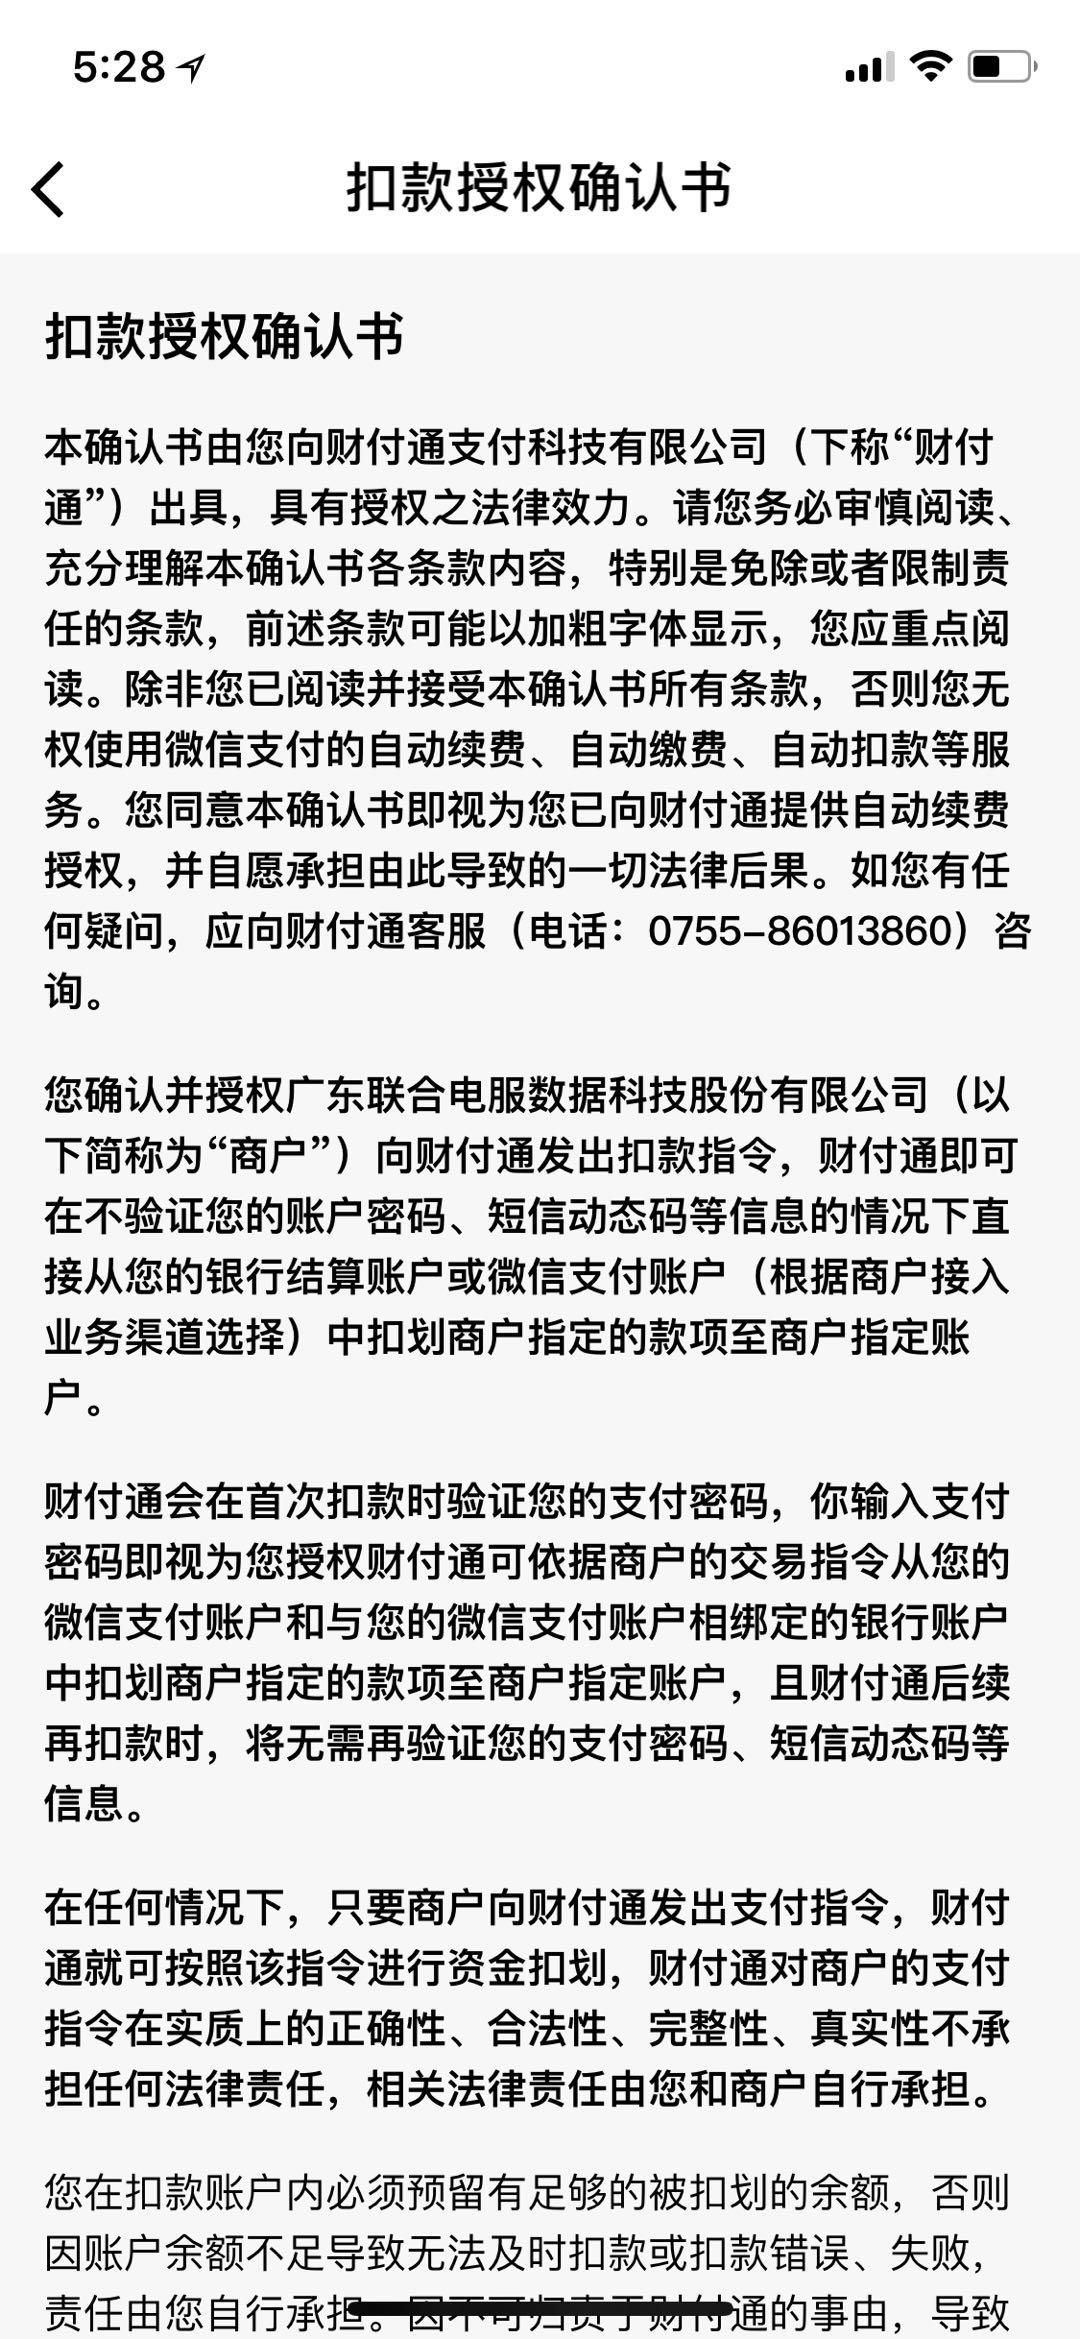 5:28
扣款授权确认书
扣款授权确认书
本确认书由您向财付通支付科技有限公司（下称“财付
通”）出具，具有授权之法律效力。请您务必审慎阅读、
充分理解本确认书各条款内容，特别是免除或者限制责
任的条款，前述条款可能以加粗字体显示，您应重点阅
读。除非您已阅读并接受本确认书所有条款，否则您无
权使用微信支付的自动续费、自动缴费、自动扣款等服
务。您同意本确认书即视为您已向财付通提供自动续费
授权，并自愿承担由此导致的一切法律后果。如您有任
何疑问，应向财付通客服（电话：0755-86013860）咨
询。
您确认并授权广东联合电服数据科技股份有限公司（以
下简称为“商户”）向财付通发出扣款指令，财付通即可
在不验证您的账户密码、短信动态码等信息的情况下直
接从您的银行结算账户或微信支付账户（根据商户接入
业务渠道选择）中扣划商户指定的款项至商户指定账
户。
财付通会在首次扣款时验证您的支付密码，你输入支付
密码即视为您授权财付通可依据商户的交易指令从您的
微信支付账户和与您的微信支付账户相绑定的银行账户
中扣划商户指定的款项至商户指定账户，且财付通后续
再扣款时，将无需再验证您的支付密码、短信动态码等
信息。
在任何情况下，只要商户向财付通发出支付指令，财付
通就可按照该指令进行资金扣划，财付通对商户的支付
指令在实质上的正确性、合法性、完整性、真实性不承
担任何法律责任，相关法律责任由您和商户自行承担。
您在扣款账户内必须预留有足够的被扣划的余额，否则
因账户余额不足导致无法及时扣款或扣款错误、失败，
责任由您自行承担。因不可归责于财付通的事由，导致